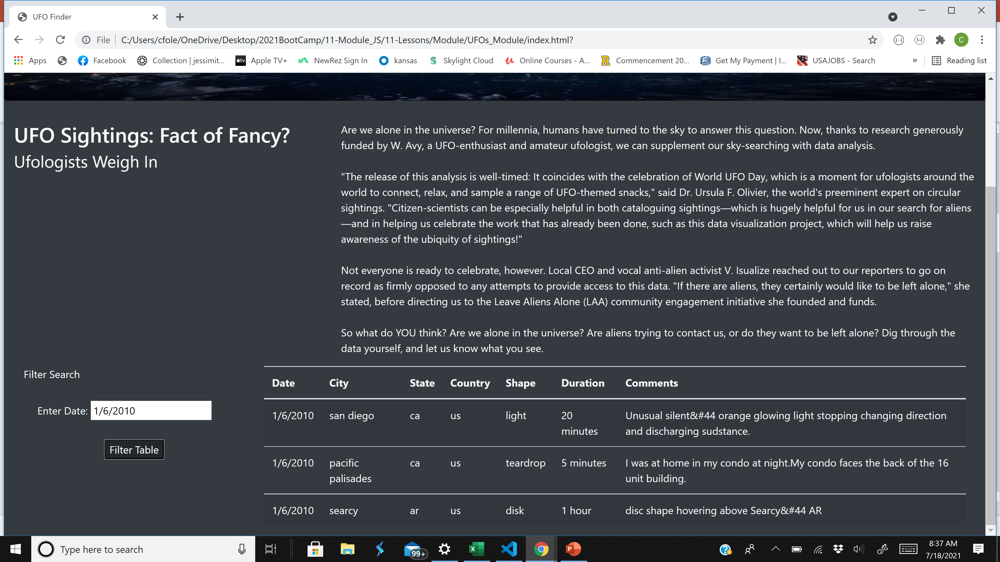 UFO Finder
File
C:/Users/cfole/OneDrive/Desktop/2021BootCamp/11-Module_JS/11-Lessons/Module/UFOs_Module/index.html?
C
Apps
Facebook
Collection | jessimit...
tv
Apple TV+
NewRez Sign In
kansas
S
Skylight Cloud
Online Courses - A...
R
Commencement 20...
Get My Payment | I...
USAJOBS - Search
»
Reading list
UFO Sightings: Fact of Fancy?
Ufologists Weigh In
Are we alone in the universe? For millennia, humans have turned to the sky to answer this question. Now, thanks to research generously
funded by W. Avy, a UFO-enthusiast and amateur ufologist, we can supplement our sky-searching with data analysis.
"The release of this analysis is well-timed: It coincides with the celebration of World UFO Day, which is a moment for ufologists around the
world to connect, relax, and sample a range of UFO-themed snacks," said Dr. Ursula F. Olivier, the world's preeminent expert on circular
sightings. "Citizen-scientists can be especially helpful in both cataloguing sightings—which is hugely helpful for us in our search for aliens
—and in helping us celebrate the work that has already been done, such as this data visualization project, which will help us raise
awareness of the ubiquity of sightings!"
Not everyone is ready to celebrate, however. Local CEO and vocal anti-alien activist V. Isualize reached out to our reporters to go on
record as firmly opposed to any attempts to provide access to this data. "If there are aliens, they certainly would like to be left alone," she
stated, before directing us to the Leave Aliens Alone (LAA) community engagement initiative she founded and funds.
So what do YOU think? Are we alone in the universe? Are aliens trying to contact us, or do they want to be left alone? Dig through the
data yourself, and let us know what you see.
Filter Search
Enter Date: 1/6/2010
Filter Table
Date City State Country Shape Duration Comments
1/6/2010 san diego ca us light 20 Unusual silent&#44 orange glowing light stopping changing direction
minutes and discharging sudstance.
1/6/2010 pacific ca us teardrop 5 minutes I was at home in my condo at night.My condo faces the back of the 16
palisades unit building.
1/6/2010 searcy ar us disk 1 hour disc shape hovering above Searcy&#44 AR
Type here to search
99+
X
P
8:37 AM
7/18/2021